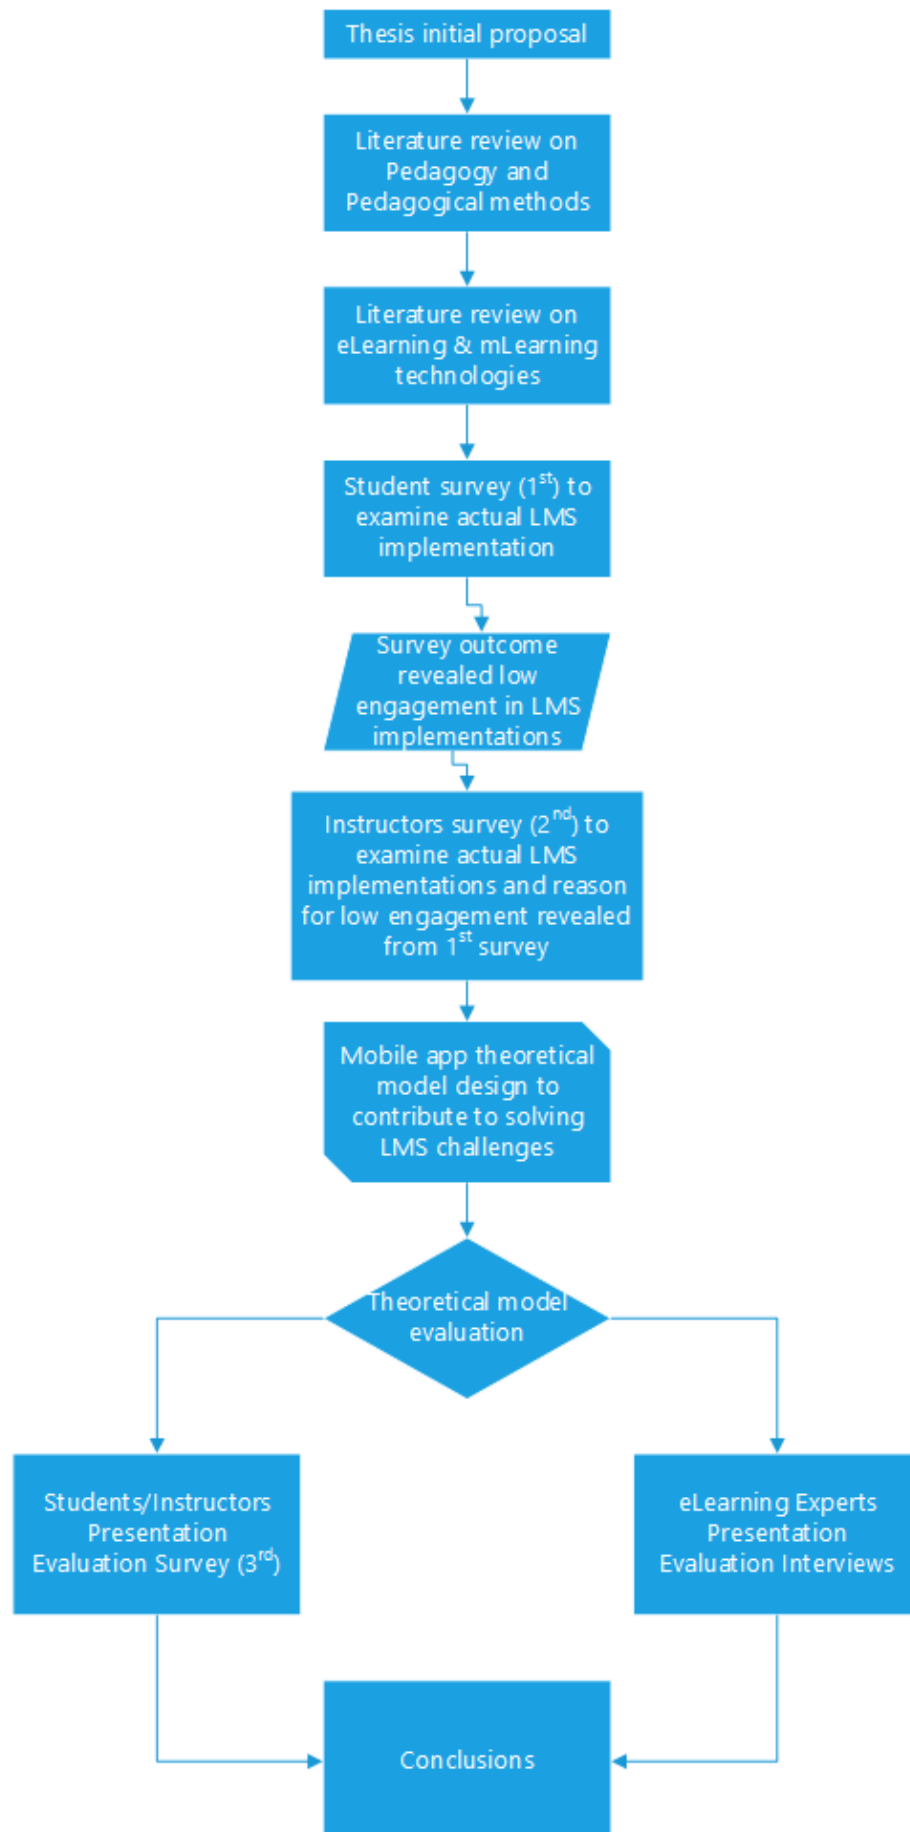 Thesis initial proposal
Literature review on
Pedagogy and
Pedagogical methods
Literature review on
eLearning & mLearning
technologies
Student survey (1st) to
examine actual LMS
implementation
Survey outcome
revealed low
engagement in LMS
implementations
Instructors survey (2nd) to
examine actual LMS
implementations and reason
for low engagement revealed
from 1st survey
Mobile app theoretical
model design to
contribute to solving
LMS challenges
Theoretical model
evaluation
Students/Instructors
Presentation
Evaluation Survey (3rd)
eLearning Experts
Presentation
Evaluation Interviews
Conclusions